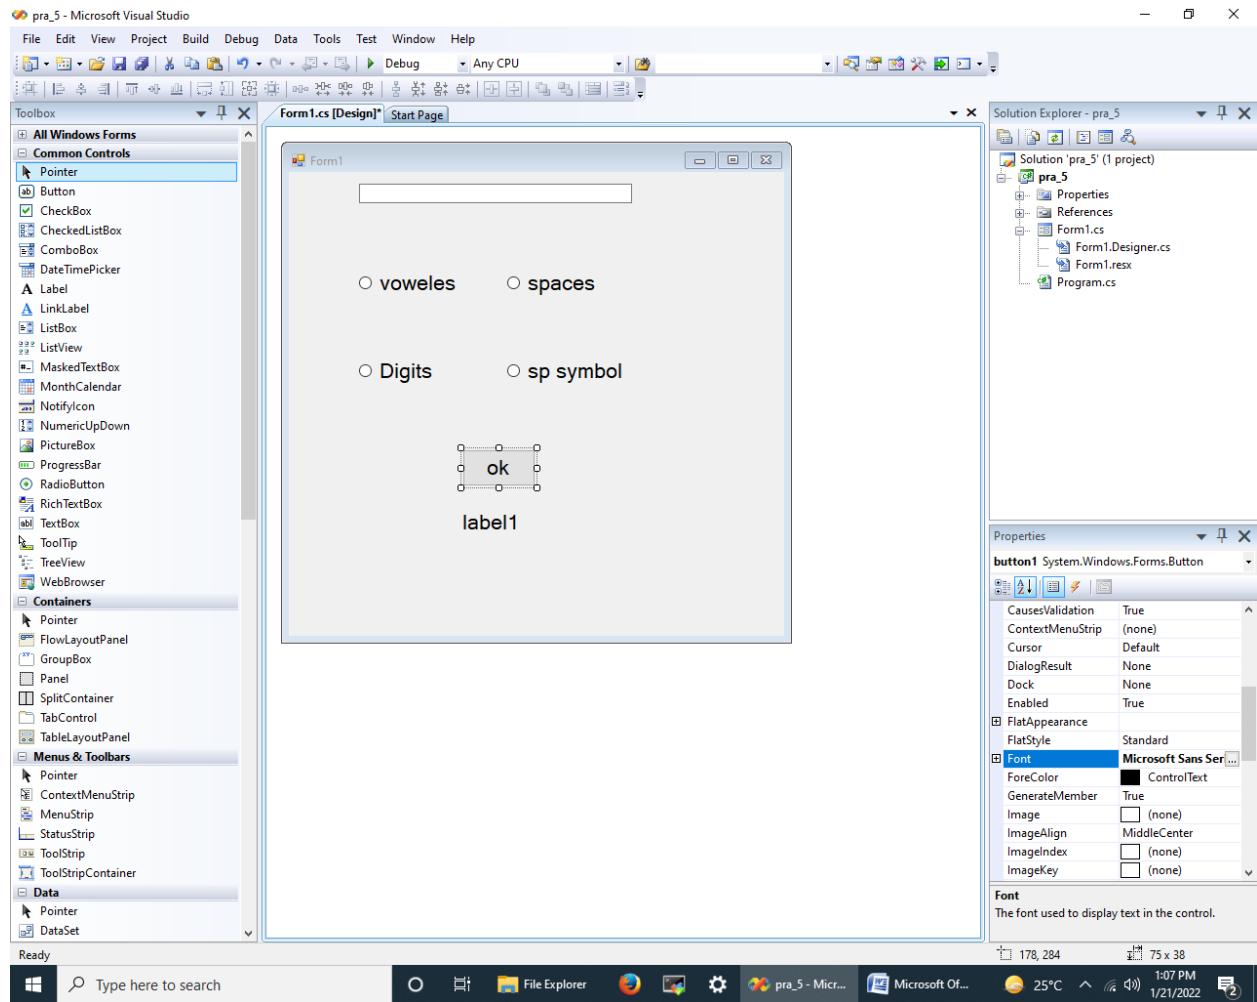 pra_5 - Microsoft Visual Studio
File Edit View Project Build Debug Data Tools Test Window Help
Debug Any CPU
Toolbox
All Windows Forms
Common Controls
Pointer
Button
CheckBox
CheckedListBox
ComboBox
DateTimePicker
Label
LinkLabel
ListBox
ListView
MaskedTextBox
MonthCalendar
NotifyIcon
NumericUpDown
PictureBox
ProgressBar
RadioButton
RichTextBox
TextBox
ToolTip
TreeView
WebBrowser
Containers
Pointer
FlowLayoutPanel
GroupBox
Panel
SplitContainer
TabControl
TableLayoutPanel
Menus & Toolbars
Pointer
ContextMenuStrip
MenuStrip
StatusStrip
ToolStrip
ToolStripContainer
Data
Pointer
DataSet
Form1.cs [Design]* Start Page
Form1
voweles spaces
Digits sp symbol
ok
label1
Solution Explorer - pra_5
Solution 'pra_5' (1 project)
pra_5
Properties
References
Form1.cs
Form1.Designer.cs
Form1.resx
Program.cs
Properties
button1 System.Windows.Forms.Button
CausesValidation True
ContextMenuStrip (none)
Cursor Default
DialogResult None
Dock None
Enabled True
FlatAppearance
FlatStyle Standard
Font Microsoft Sans Ser ...
ForeColor ControlText
GenerateMember True
Image (none)
ImageAlign MiddleCenter
ImageIndex (none)
ImageKey (none)
Font
The font used to display text in the control.
Ready 178, 284 75 x 38
Type here to search File Explorer pra_5 - Micr... Microsoft Of... 25°C 1:07 PM
1/21/2022 2